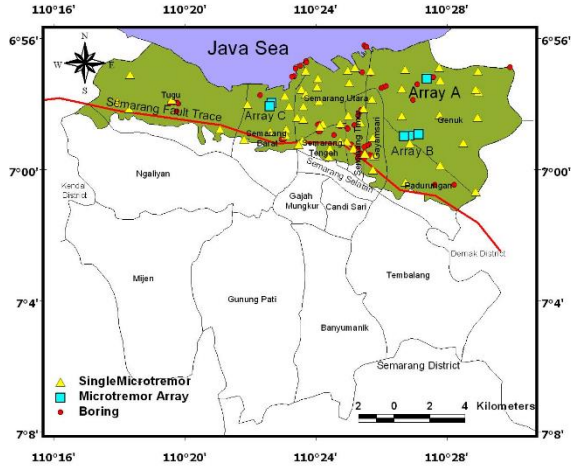 110°16' 110°20' 110°24' 110°28'
6°56' 6°56'
N
W E
S
Java Sea
Tugu
Semarang Utara
Array A
Semarang Fault Trace
Array C
Genuk
Gayamsari
Semarang Barat
Semarang Tengah
Array B
7°00' 7°00'
Semarang Selatan
Ngaliyan
Pedurungan
Kendal District
Gajah Mungkur
Candi Sari
Demak District
Mijen
Gunung Pati
Tembalang
7°4' 7°4'
Banyumanik
Semarang District
SingleMicrotremor
Microtremor Array
Boring
2 0 2 4 Kilometers
7°8' 7°8'
110°16' 110°20' 110°24' 110°28'